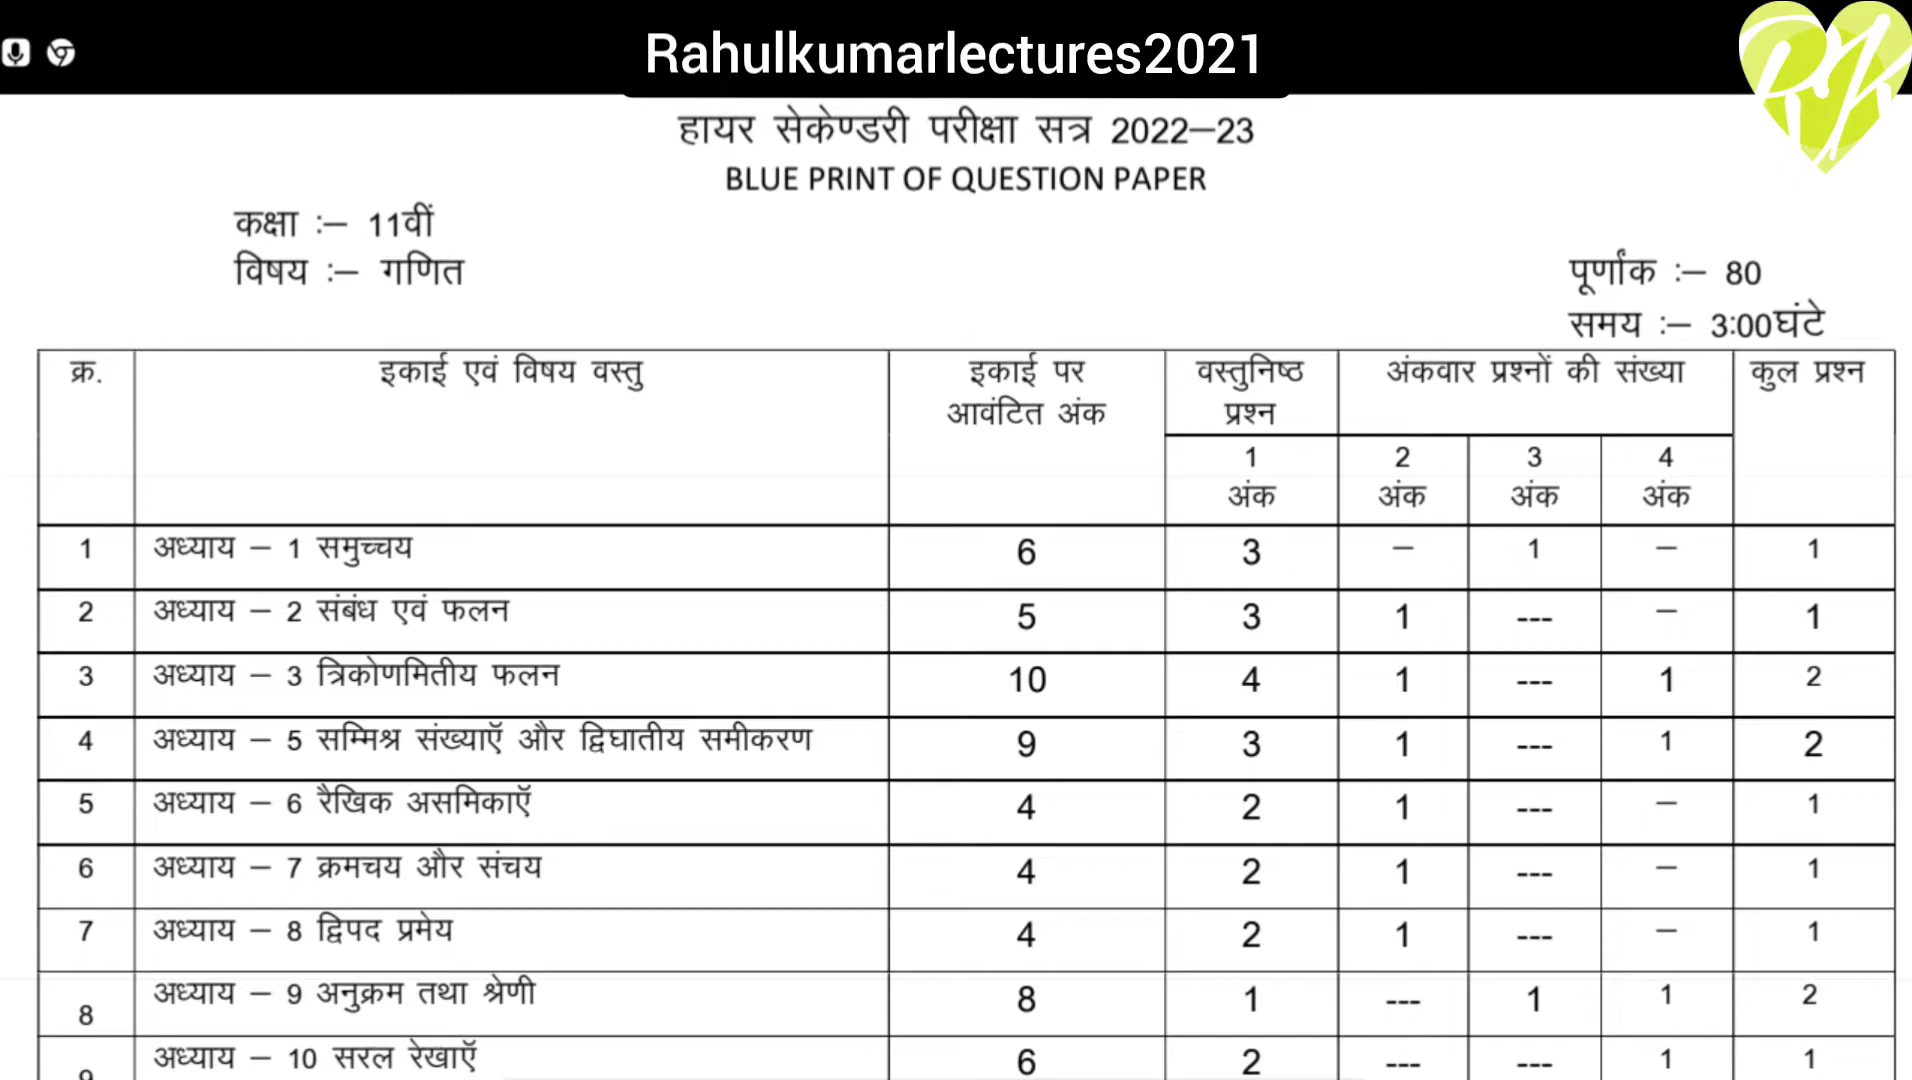 Rahulkumarlectures2021
RK
हायर सेकेण्डरी परीक्षा सत्र 2022–23
BLUE PRINT OF QUESTION PAPER
कक्षा :– 11वीं
विषय :– गणित
पूर्णांक :– 80
समय :– 3:00घंटे
क्र. इकाई एवं विषय वस्तु इकाई पर वस्तुनिष्ठ अंकवार प्रश्नों की संख्या कुल प्रश्न
आवंटित अंक प्रश्न
1 2 3 4
अंक अंक अंक अंक
1 अध्याय – 1 समुच्चय 6 3 – 1 – 1
2 अध्याय – 2 संबंध एवं फलन 5 3 1 --- – 1
3 अध्याय – 3 त्रिकोणमितीय फलन 10 4 1 --- 1 2
4 अध्याय – 5 सम्मिश्र संख्याऍ और द्विघातीय समीकरण 9 3 1 --- 1 2
5 अध्याय – 6 रैखिक असमिकाऍ 4 2 1 --- – 1
6 अध्याय – 7 क्रमचय और संचय 4 2 1 --- – 1
7 अध्याय – 8 द्विपद प्रमेय 4 2 1 --- – 1
8 अध्याय – 9 अनुक्रम तथा श्रेणी 8 1 --- 1 1 2
9 अध्याय – 10 सरल रेखाऍ 6 2 --- --- 1 1